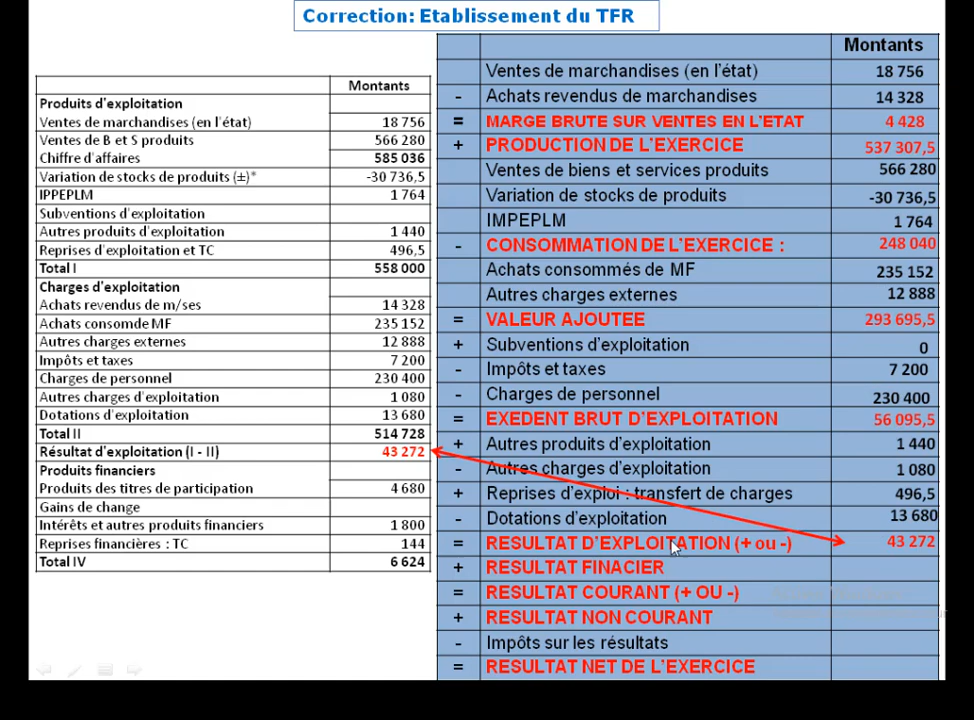 Correction: Etablissement du TFR
Montants
Produits d'exploitation
Ventes de marchandises (en l'état) 18 756
Ventes de B et S produits 566 280
Chiffre d'affaires 585 036
Variation de stocks de produits (±)* -30 736,5
IPPEPLM 1 764
Subventions d'exploitation
Autres produits d'exploitation 1 440
Reprises d'exploitation et TC 496,5
Total I 558 000
Charges d'exploitation
Achats revendus de m/ses 14 328
Achats consomde MF 235 152
Autres charges externes 12 888
Impôts et taxes 7 200
Charges de personnel 230 400
Autres charges d'exploitation 1 080
Dotations d'exploitation 13 680
Total II 514 728
Résultat d'exploitation (I - II) 43 272
Produits financiers
Produits des titres de participation 4 680
Gains de change
Intérêts et autres produits financiers 1 800
Reprises financières : TC 144
Total IV 6 624
Montants
Ventes de marchandises (en l'état) 18 756
- Achats revendus de marchandises 14 328
= MARGE BRUTE SUR VENTES EN L'ETAT 4 428
+ PRODUCTION DE L'EXERCICE 537 307,5
Ventes de biens et services produits 566 280
Variation de stocks de produits -30 736,5
IMPEPLM 1 764
- CONSOMMATION DE L'EXERCICE : 248 040
Achats consommés de MF 235 152
Autres charges externes 12 888
= VALEUR AJOUTEE 293 695,5
+ Subventions d'exploitation 0
- Impôts et taxes 7 200
- Charges de personnel 230 400
= EXEDENT BRUT D'EXPLOITATION 56 095,5
+ Autres produits d'exploitation 1 440
- Autres charges d'exploitation 1 080
+ Reprises d'exploi : transfert de charges 496,5
- Dotations d'exploitation 13 680
= RESULTAT D'EXPLOITATION (+ ou -) 43 272
+ RESULTAT FINACIER
= RESULTAT COURANT (+ OU -)
+ RESULTAT NON COURANT
- Impôts sur les résultats
= RESULTAT NET DE L'EXERCICE